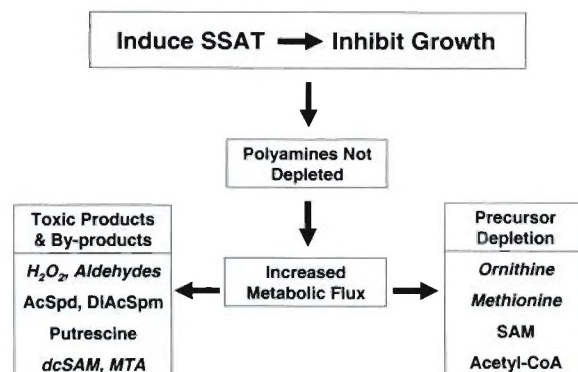 Induce SSAT → Inhibit Growth
Polyamines Not
Depleted
Toxic Products
& By-products
H₂O₂, Aldehydes
AcSpd, DiAcSpm
Putrescine
dcSAM, MTA
Increased
Metabolic Flux
Precursor
Depletion
Ornithine
Methionine
SAM
Acetyl-CoA